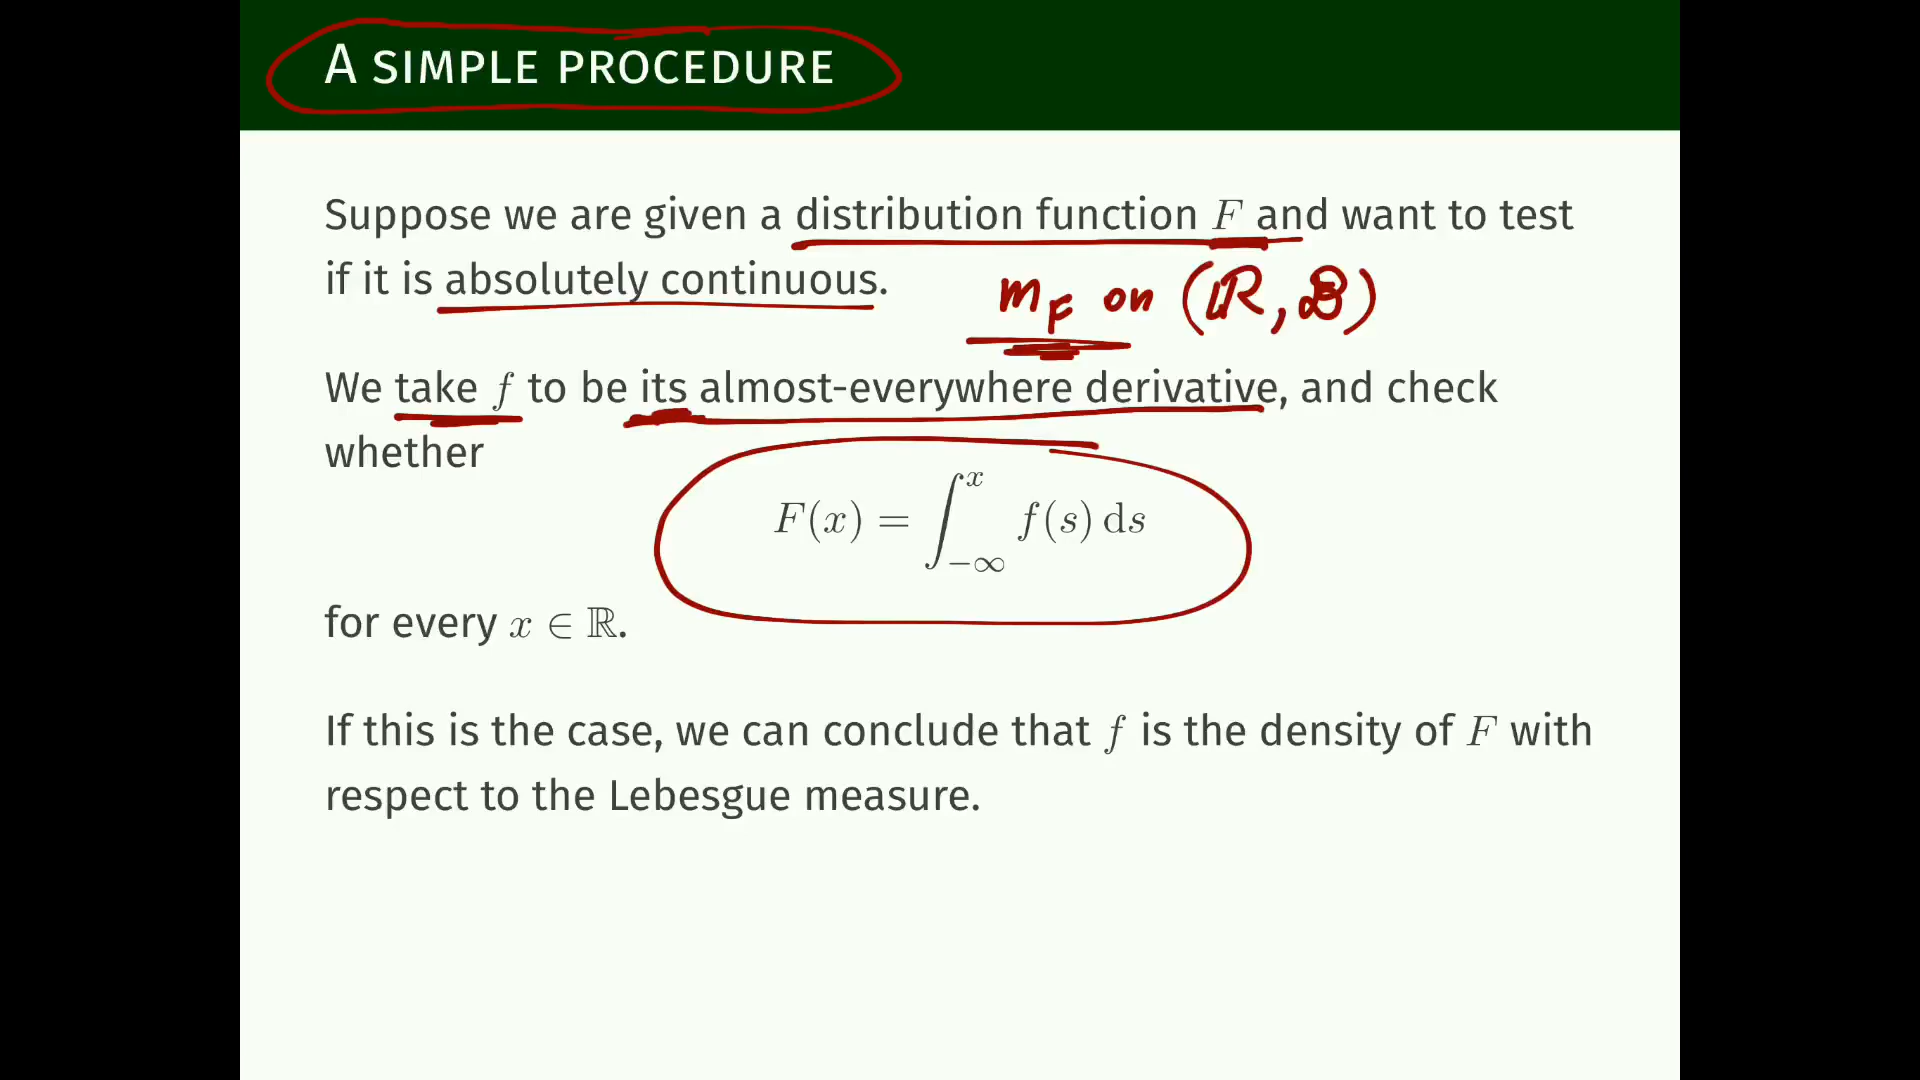 A SIMPLE PROCEDURE
Suppose we are given a distribution function F and want to test
if it is absolutely continuous.
m_F on (ℝ, ℬ)
We take f to be its almost-everywhere derivative, and check
whether
F(x) = ∫_{-∞}^{x} f(s) ds
for every x ∈ ℝ.
If this is the case, we can conclude that f is the density of F with
respect to the Lebesgue measure.